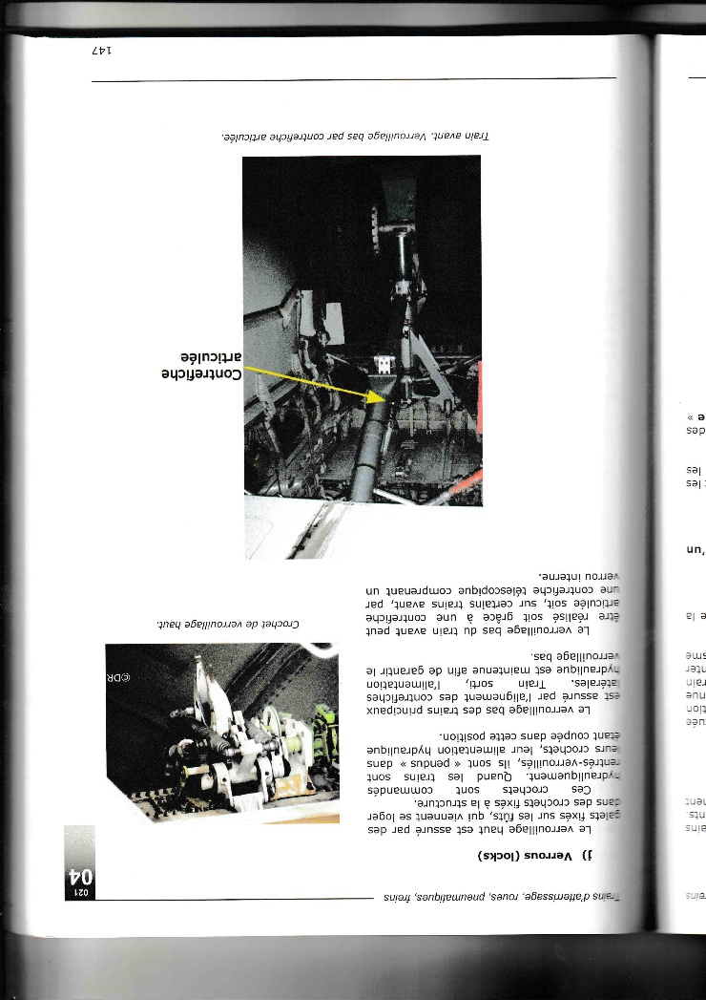 Trains d'atterrissage, roues, pneumatiques, freins
021
04
j) Verrous (locks)
Le verrouillage haut est assuré par des
galets fixés sur les fûts, qui viennent se loger
dans des crochets fixés à la structure.
Ces crochets sont commandés
hydrauliquement. Quand les trains sont
rentrés-verrouillés, ils sont « pendus » dans
leurs crochets, leur alimentation hydraulique
étant coupée dans cette position.
Le verrouillage bas des trains principaux
est assuré par l'alignement des contrefiches
latérales. Train sorti, l'alimentation
hydraulique est maintenue afin de garantir le
verrouillage bas.
Le verrouillage bas du train avant peut
être réalisé soit grâce à une contrefiche
articulée soit, sur certains trains avant, par
une contrefiche télescopique comprenant un
verrou interne.
©DR
Crochet de verrouillage haut.
Contrefiche
articulée
Train avant. Verrouillage bas par contrefiche articulée.
147
les
les
des
e »